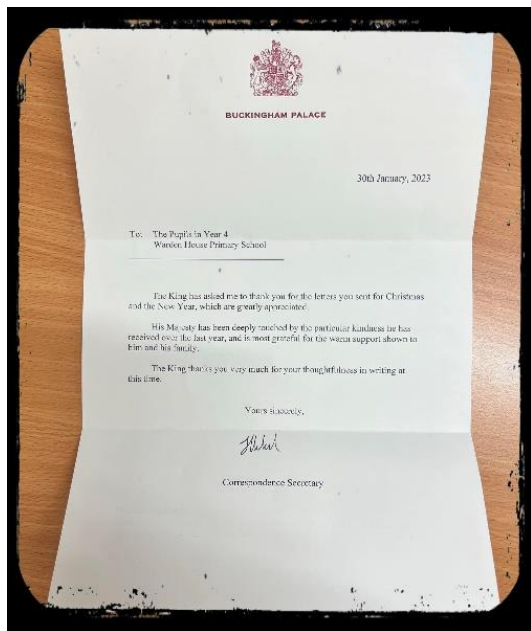 BUCKINGHAM PALACE
30th January, 2023
To: The Pupils in Year 4
Warden House Primary School
The King has asked me to thank you for the letters you sent for Christmas
and the New Year, which are greatly appreciated.
His Majesty has been deeply touched by the particular kindness he has
received over the last year, and is most grateful for the warm support shown to
him and his family.
The King thanks you very much for your thoughtfulness in writing at
this time.
Yours sincerely,
Correspondence Secretary